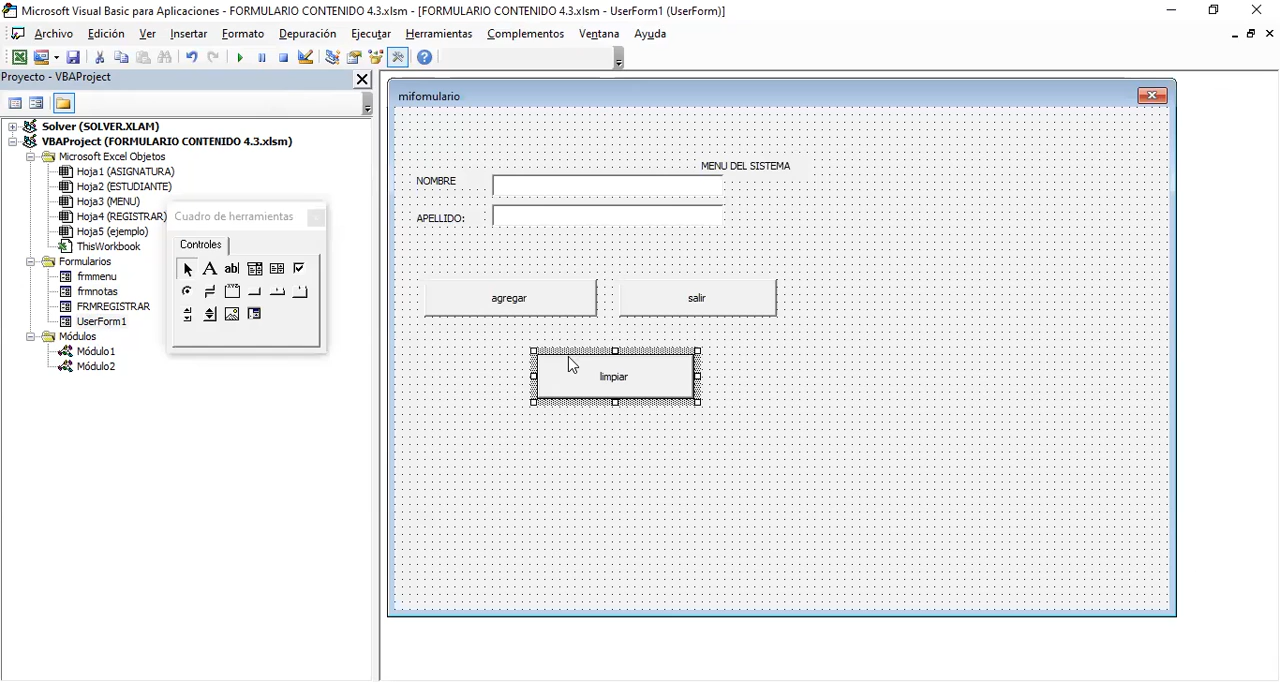 Microsoft Visual Basic para Aplicaciones - FORMULARIO CONTENIDO 4.3.xlsm - [FORMULARIO CONTENIDO 4.3.xlsm - UserForm1 (UserForm)]
Archivo Edición Ver Insertar Formato Depuración Ejecutar Herramientas Complementos Ventana Ayuda
Proyecto - VBAProject
Solver (SOLVER.XLAM)
VBAProject (FORMULARIO CONTENIDO 4.3.xlsm)
Microsoft Excel Objetos
Hoja1 (ASIGNATURA)
Hoja2 (ESTUDIANTE)
Hoja3 (MENU)
Hoja4 (REGISTRAR)
Hoja5 (ejemplo)
ThisWorkbook
Formularios
frmmenu
frmnotas
FRMREGISTRAR
UserForm1
Módulos
Módulo1
Módulo2
Cuadro de herramientas
Controles
A ab
XYZ
mifomulario
MENU DEL SISTEMA
NOMBRE
APELLIDO:
agregar
salir
limpiar